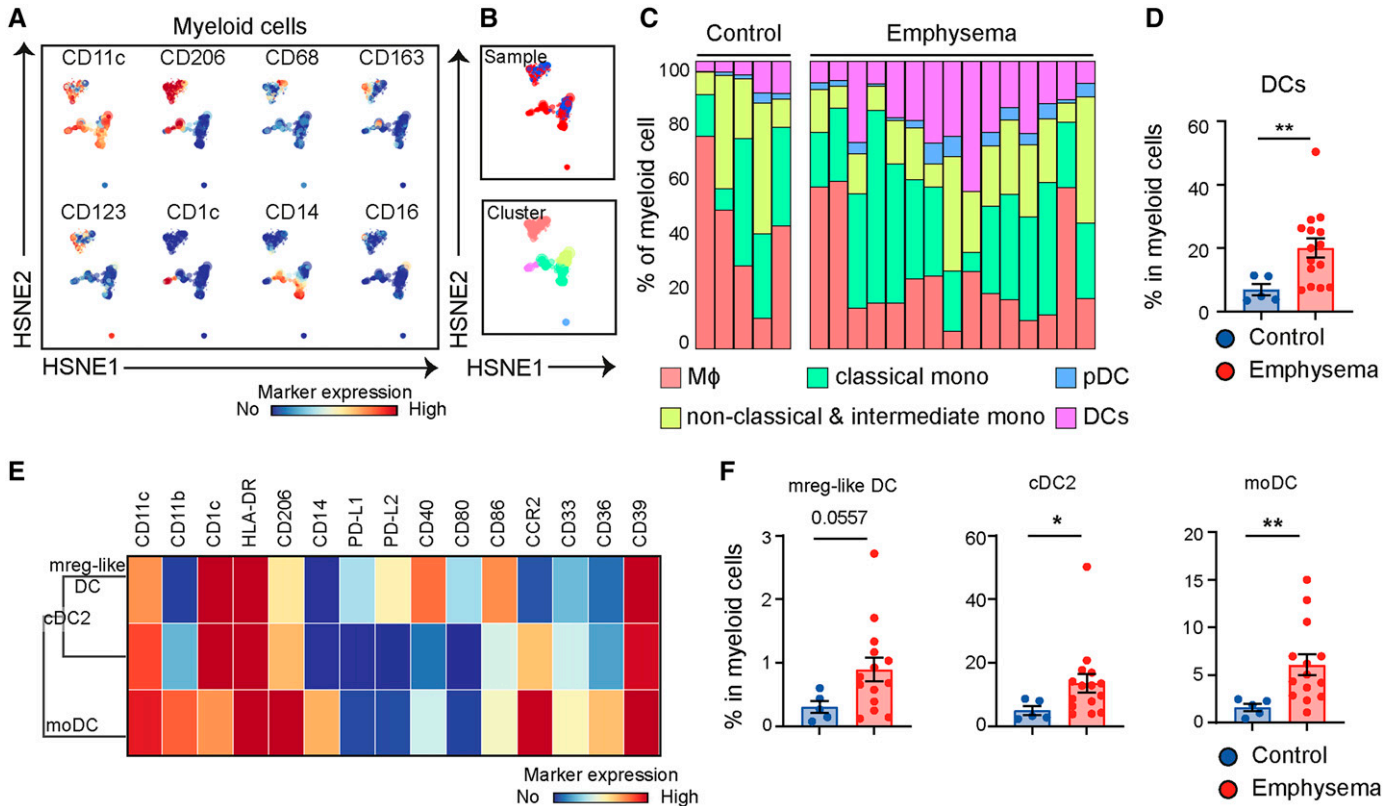 A
Myeloid cells
CD11c CD206 CD68 CD163
CD123 CD1c CD14 CD16
HSNE2
HSNE1
Marker expression
No High
B
Sample
Cluster
HSNE2
HSNE1
C
Control Emphysema
% of myeloid cell
100
80
60
40
20
0
Mϕ classical mono pDC
non-classical & intermediate mono DCs
D
DCs
**
% in myeloid cells
60
40
20
0
Control
Emphysema
E
CD11c CD11b CD1c HLA-DR CD206 CD14 PD-L1 PD-L2 CD40 CD80 CD86 CCR2 CD33 CD36 CD39
mreg-like
DC
cDC2
moDC
Marker expression
No High
F
mreg-like DC
0.0557
% in myeloid cells
3
2
1
0
cDC2
*
60
40
20
0
moDC
**
20
15
10
5
0
Control
Emphysema